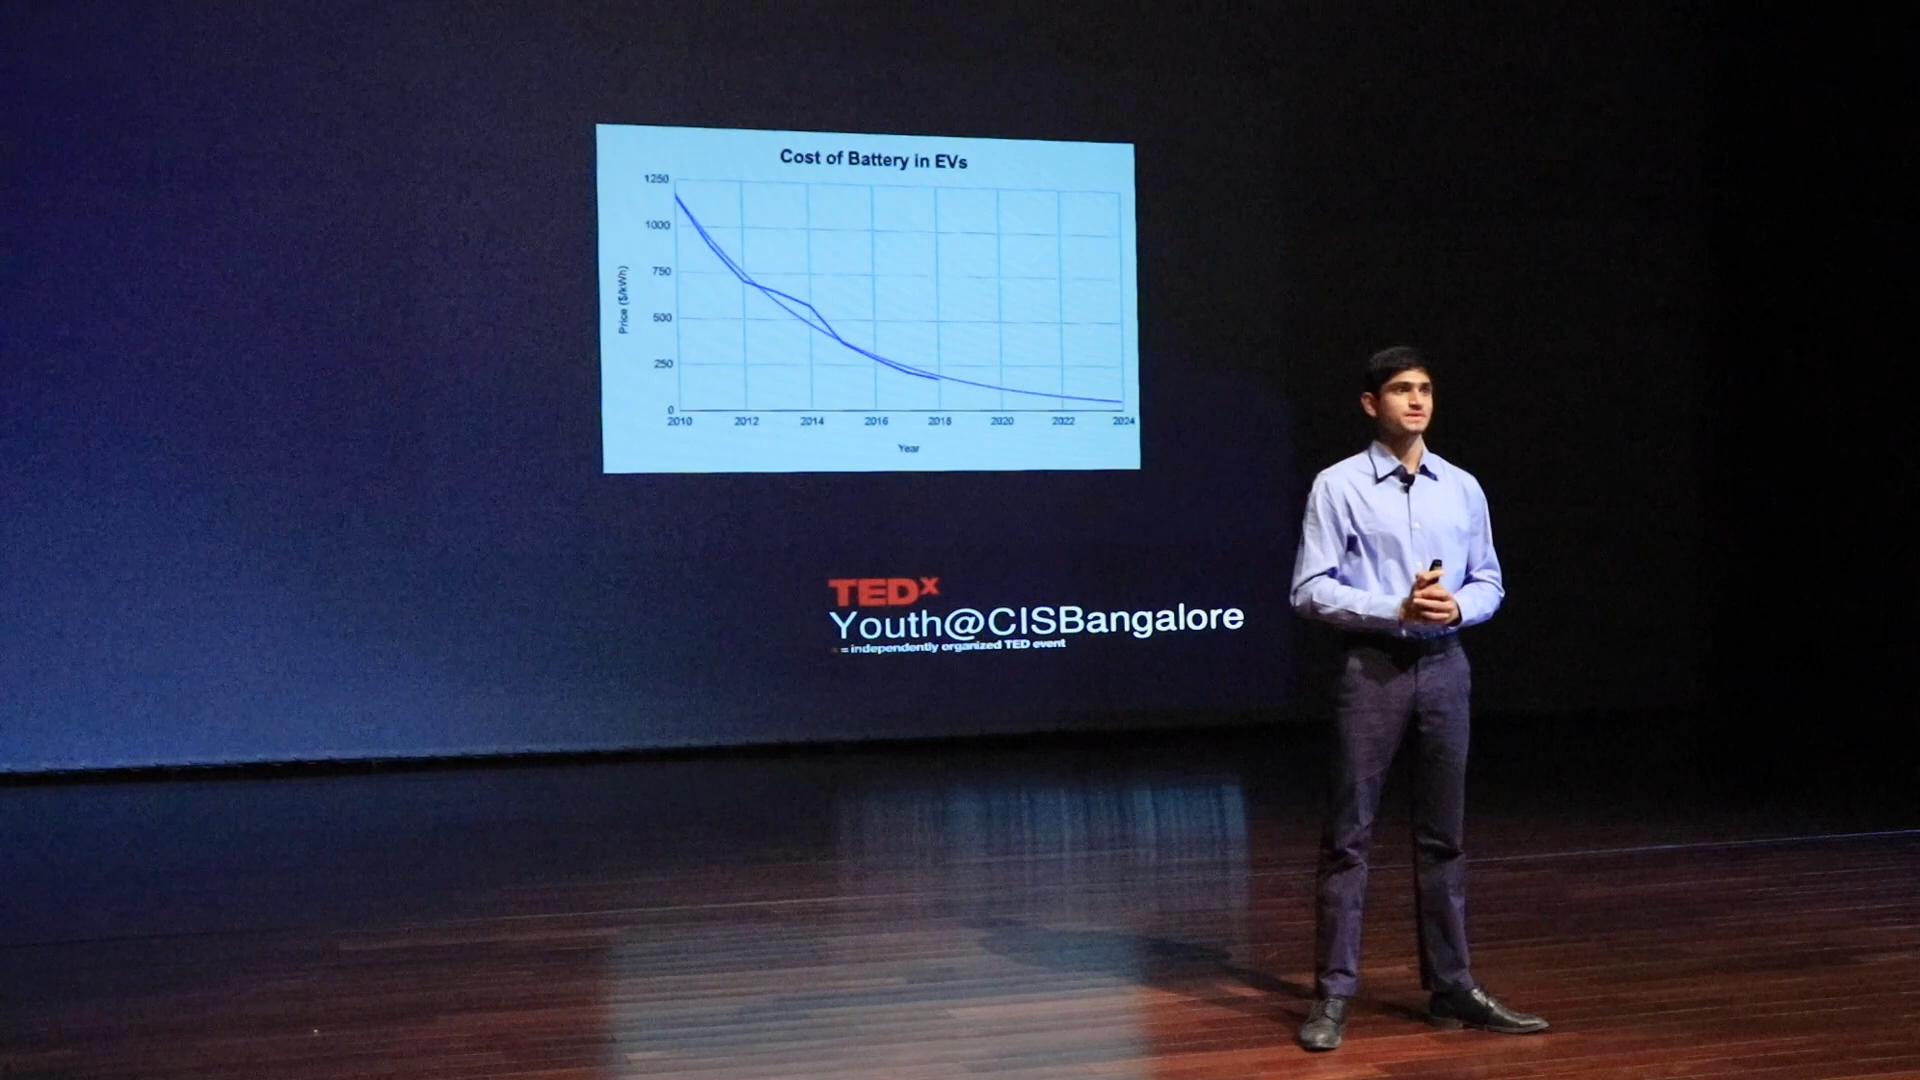 Cost of Battery in EVs
1250
1000
750
500
250
0
Price ($/kWh)
2010 2012 2014 2016 2018 2020 2022 2024
Year
TEDx
Youth@CISBangalore
x = independently organized TED event